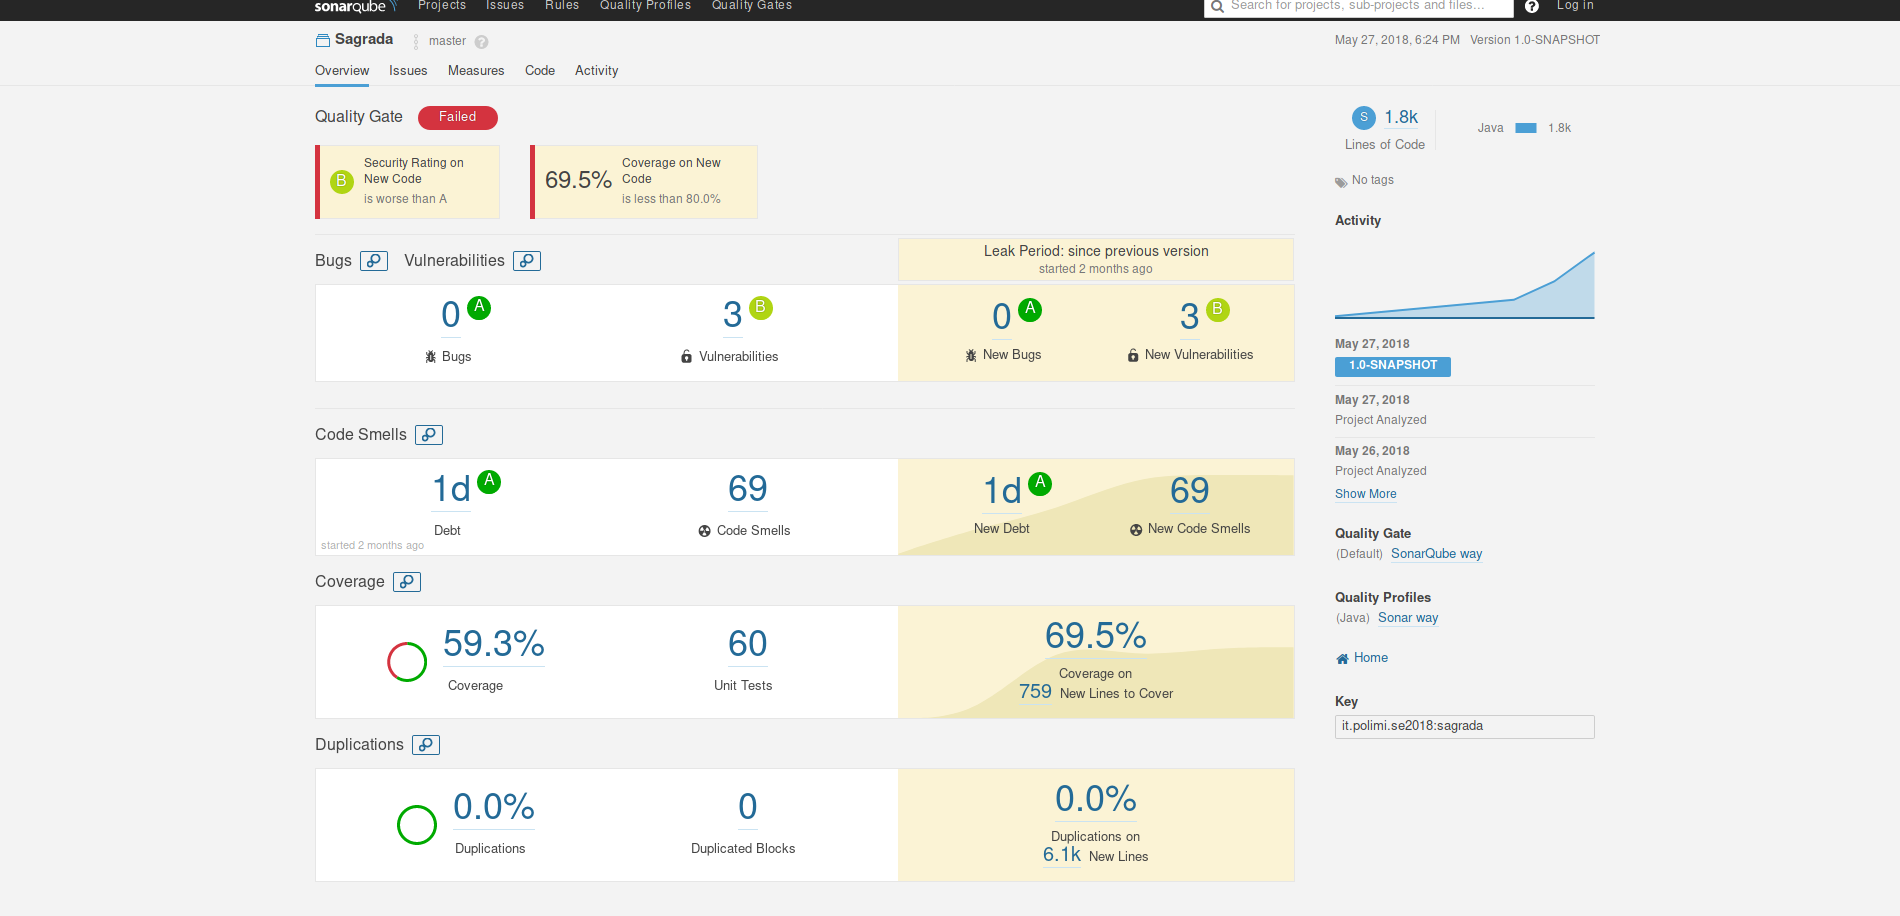 sonarqube Projects Issues Rules Quality Profiles Quality Gates Search for projects, sub-projects and files... ? Log in
Sagrada master ? May 27, 2018, 6:24 PM Version 1.0-SNAPSHOT
Overview Issues Measures Code Activity
Quality Gate Failed
B Security Rating on
New Code
is worse than A
69.5% Coverage on New
Code
is less than 80.0%
Bugs Vulnerabilities
Leak Period: since previous version
started 2 months ago
0 A
Bugs
3 B
Vulnerabilities
0 A
New Bugs
3 B
New Vulnerabilities
Code Smells
1d A
Debt
started 2 months ago
69
Code Smells
1d A
New Debt
69
New Code Smells
Coverage
59.3%
Coverage
60
Unit Tests
69.5%
Coverage on
759 New Lines to Cover
Duplications
0.0%
Duplications
0
Duplicated Blocks
0.0%
Duplications on
6.1k New Lines
S 1.8k
Lines of Code
Java 1.8k
No tags
Activity
May 27, 2018
1.0-SNAPSHOT
May 27, 2018
Project Analyzed
May 26, 2018
Project Analyzed
Show More
Quality Gate
(Default) SonarQube way
Quality Profiles
(Java) Sonar way
Home
Key
it.polimi.se2018:sagrada